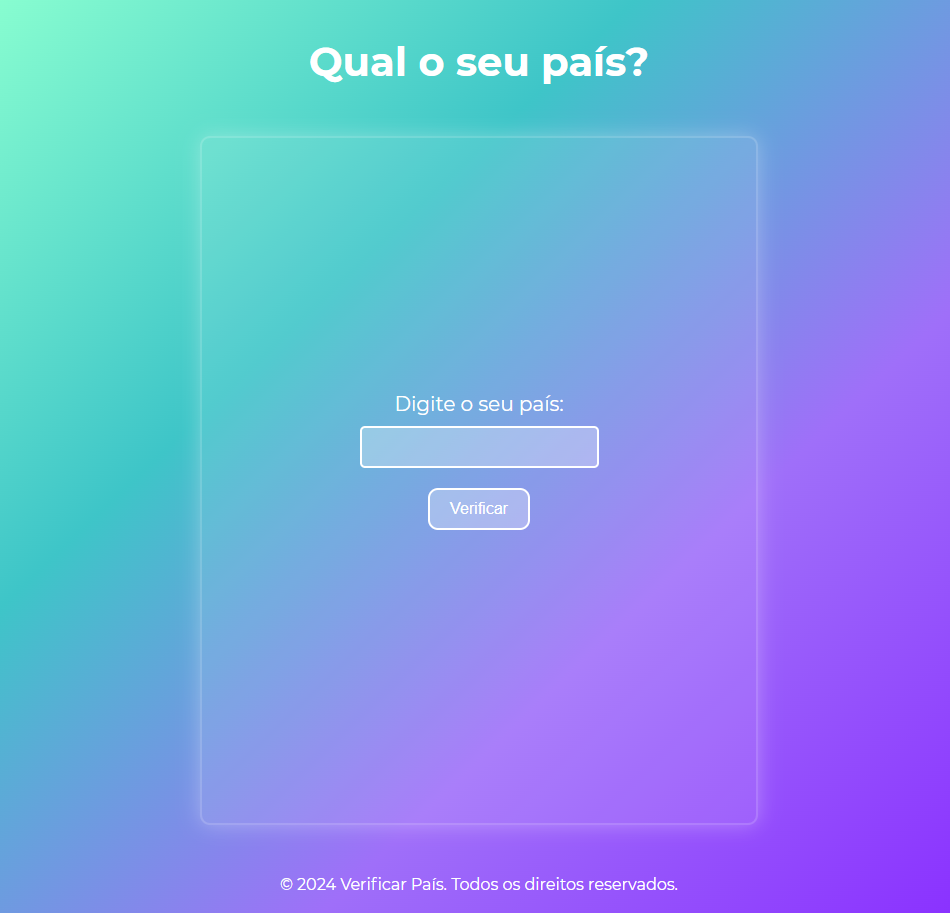 Qual o seu país?
Digite o seu país:
Verificar
© 2024 Verificar País. Todos os direitos reservados.